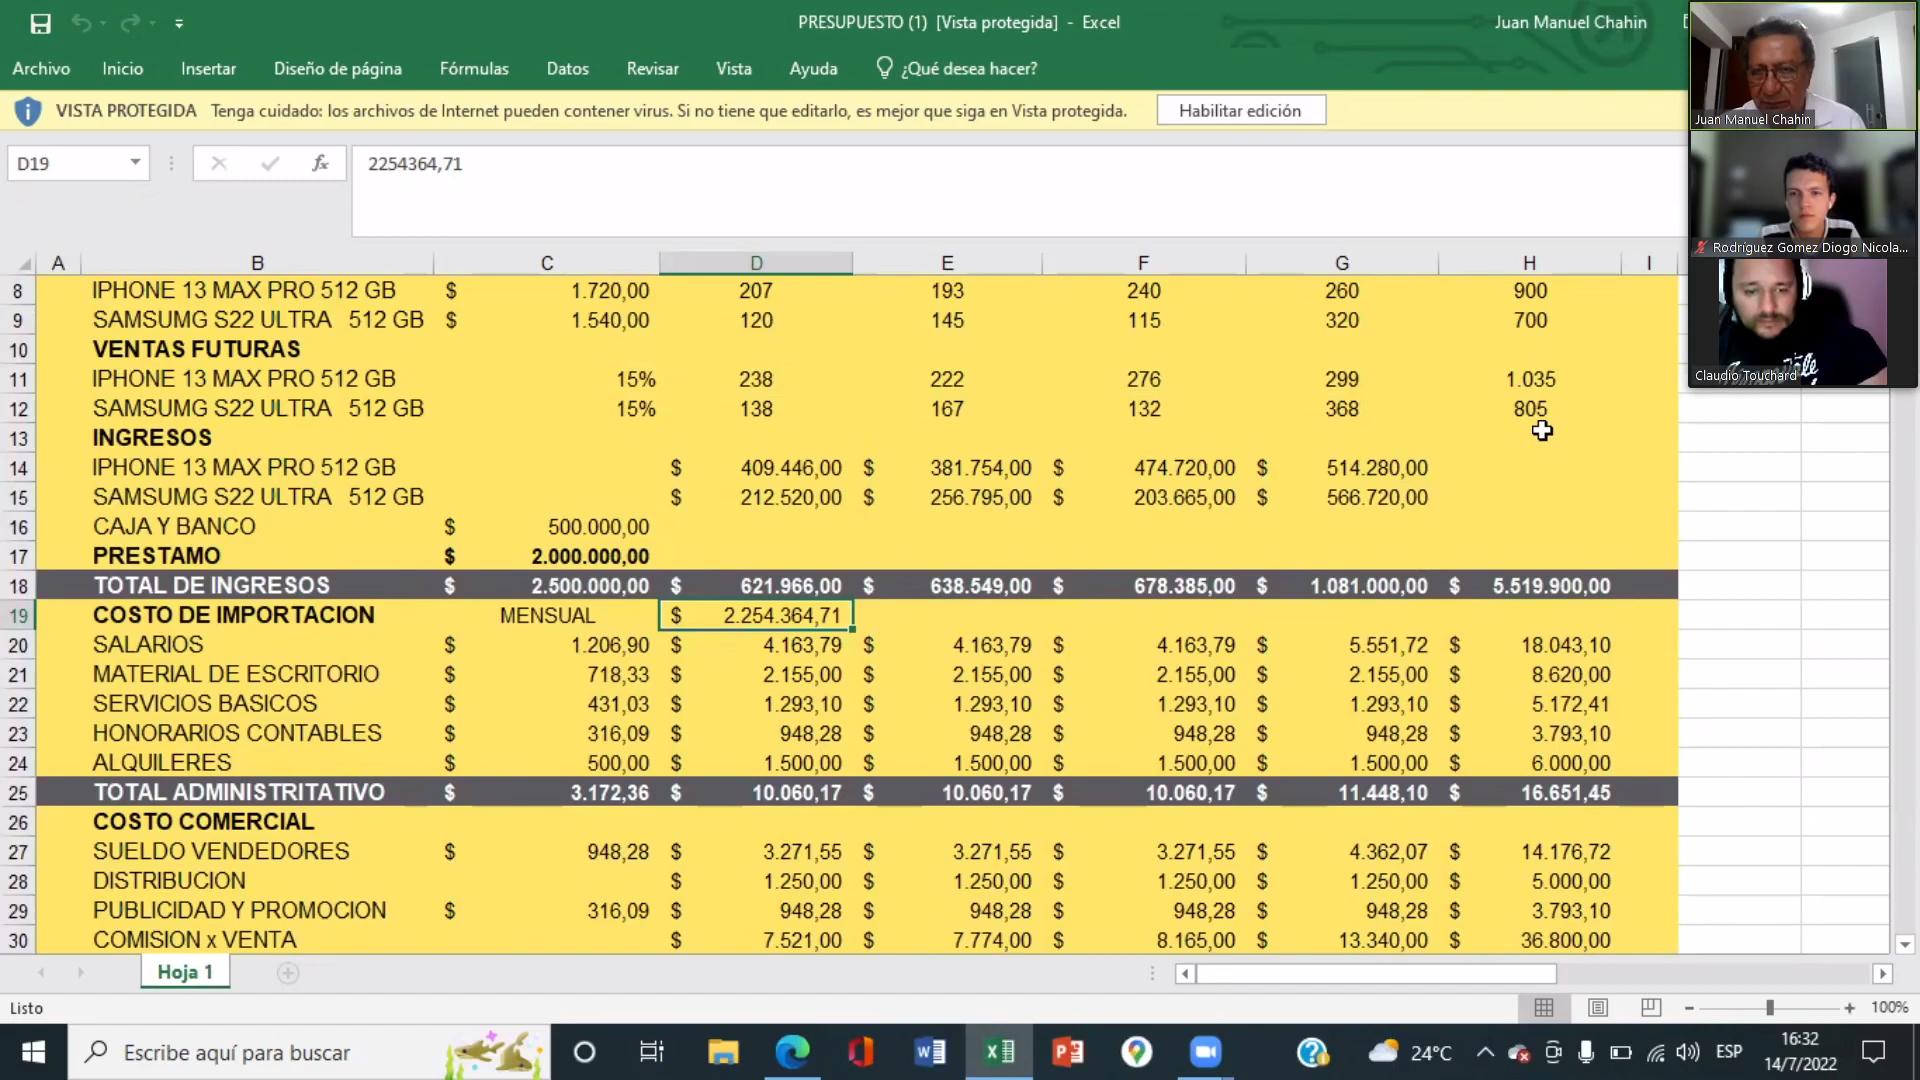 PRESUPUESTO (1) [Vista protegida] - Excel
Juan Manuel Chahin
Archivo Inicio Insertar Diseño de página Fórmulas Datos Revisar Vista Ayuda ¿Qué desea hacer?
VISTA PROTEGIDA Tenga cuidado: los archivos de Internet pueden contener virus. Si no tiene que editarlo, es mejor que siga en Vista protegida. Habilitar edición
Juan Manuel Chahin
D19 fx 2254364,71
Rodríguez Gomez Diogo Nicola...
Claudio Touchard
A B C D E F G H I
8 IPHONE 13 MAX PRO 512 GB $ 1.720,00 207 193 240 260 900
9 SAMSUMG S22 ULTRA 512 GB $ 1.540,00 120 145 115 320 700
10 VENTAS FUTURAS
11 IPHONE 13 MAX PRO 512 GB 15% 238 222 276 299 1.035
12 SAMSUMG S22 ULTRA 512 GB 15% 138 167 132 368 805
13 INGRESOS
14 IPHONE 13 MAX PRO 512 GB $ 409.446,00 $ 381.754,00 $ 474.720,00 $ 514.280,00
15 SAMSUMG S22 ULTRA 512 GB $ 212.520,00 $ 256.795,00 $ 203.665,00 $ 566.720,00
16 CAJA Y BANCO $ 500.000,00
17 PRESTAMO $ 2.000.000,00
18 TOTAL DE INGRESOS $ 2.500.000,00 $ 621.966,00 $ 638.549,00 $ 678.385,00 $ 1.081.000,00 $ 5.519.900,00
19 COSTO DE IMPORTACION MENSUAL $ 2.254.364,71
20 SALARIOS $ 1.206,90 $ 4.163,79 $ 4.163,79 $ 4.163,79 $ 5.551,72 $ 18.043,10
21 MATERIAL DE ESCRITORIO $ 718,33 $ 2.155,00 $ 2.155,00 $ 2.155,00 $ 2.155,00 $ 8.620,00
22 SERVICIOS BASICOS $ 431,03 $ 1.293,10 $ 1.293,10 $ 1.293,10 $ 1.293,10 $ 5.172,41
23 HONORARIOS CONTABLES $ 316,09 $ 948,28 $ 948,28 $ 948,28 $ 948,28 $ 3.793,10
24 ALQUILERES $ 500,00 $ 1.500,00 $ 1.500,00 $ 1.500,00 $ 1.500,00 $ 6.000,00
25 TOTAL ADMINISTRITATIVO $ 3.172,36 $ 10.060,17 $ 10.060,17 $ 10.060,17 $ 11.448,10 $ 16.651,45
26 COSTO COMERCIAL
27 SUELDO VENDEDORES $ 948,28 $ 3.271,55 $ 3.271,55 $ 3.271,55 $ 4.362,07 $ 14.176,72
28 DISTRIBUCION $ 1.250,00 $ 1.250,00 $ 1.250,00 $ 1.250,00 $ 5.000,00
29 PUBLICIDAD Y PROMOCION $ 316,09 $ 948,28 $ 948,28 $ 948,28 $ 948,28 $ 3.793,10
30 COMISION x VENTA $ 7.521,00 $ 7.774,00 $ 8.165,00 $ 13.340,00 $ 36.800,00
Hoja 1
Listo
100%
Escribe aquí para buscar
24°C
ESP
16:32
14/7/2022